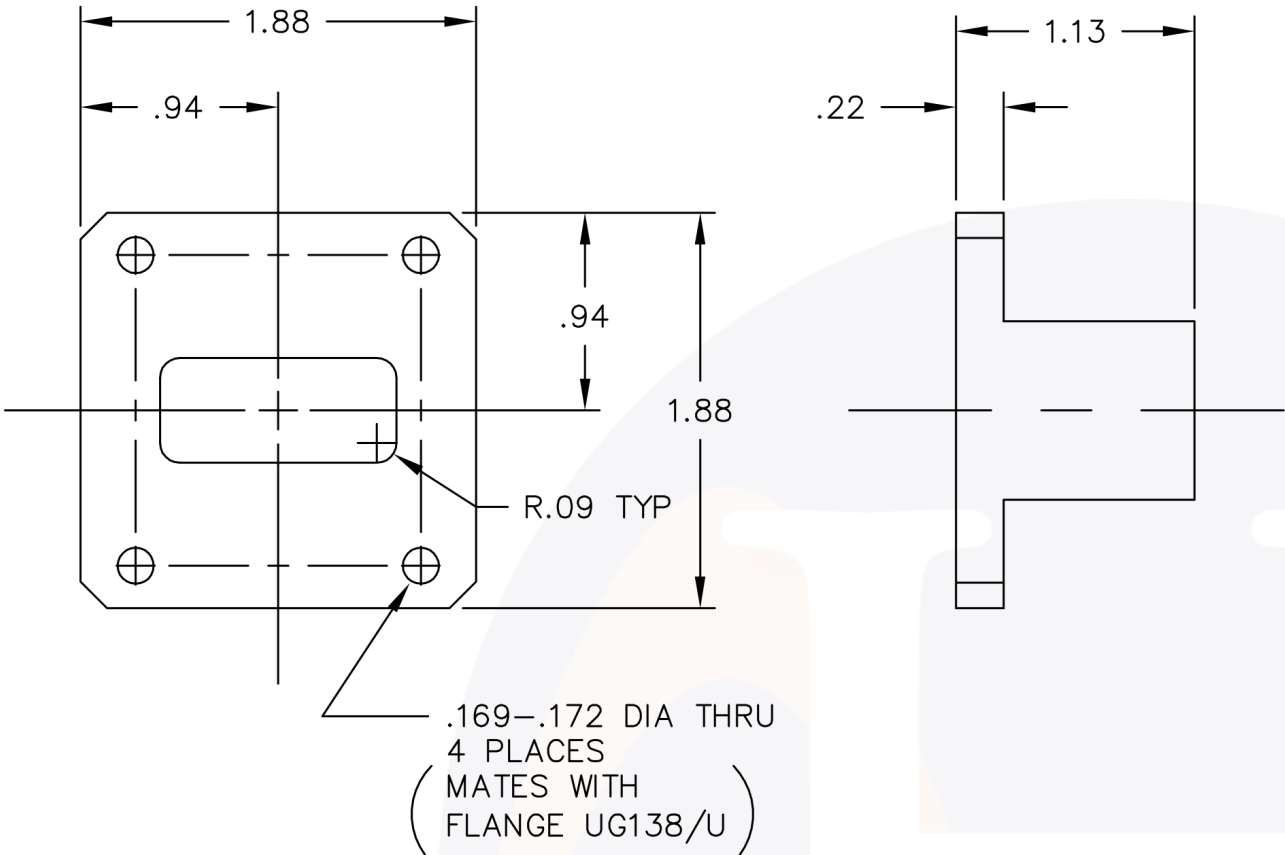 1.88
1.13
.94
.22
.94
1.88
R.09 TYP
.169–.172 DIA THRU
4 PLACES
MATES WITH
FLANGE UG138/U